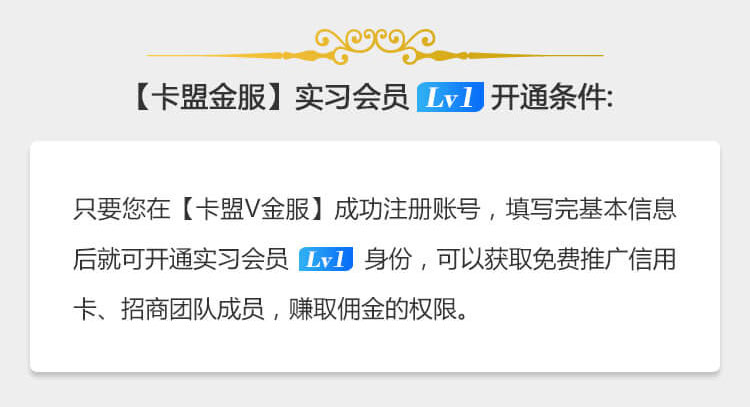 【卡盟金服】实习会员 Lv1 开通条件:
只要您在【卡盟V金服】成功注册账号，填写完基本信息
后就可开通实习会员 Lv1 身份，可以获取免费推广信用
卡、招商团队成员，赚取佣金的权限。